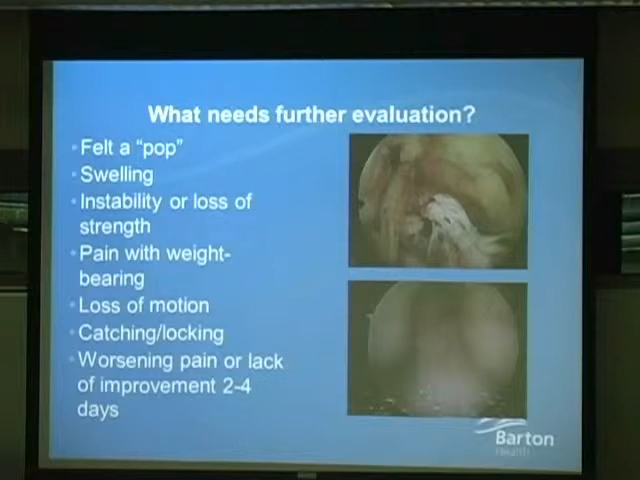 What needs further evaluation?
Felt a "pop"
Swelling
Instability or loss of
strength
Pain with weight-
bearing
Loss of motion
Catching/locking
Worsening pain or lack
of improvement 2-4
days
Barton
Health